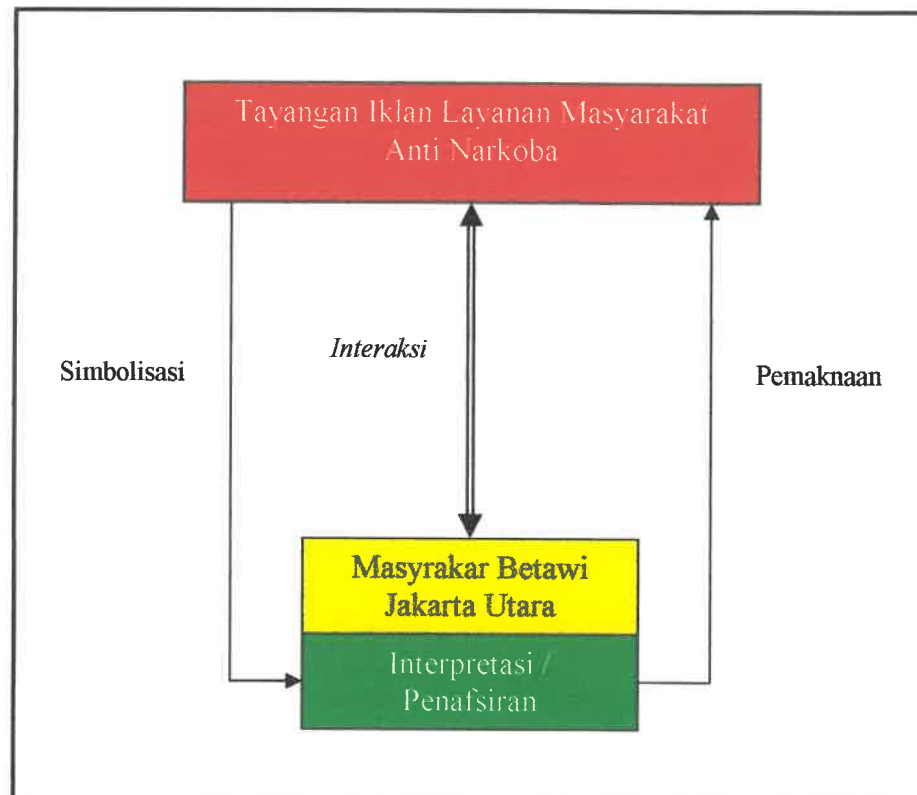 Tayangan Iklan Layanan Masyarakat
Anti Narkoba
Simbolisasi
Interaksi
Pemaknaan
Masyrakar Betawi
Jakarta Utara
Interpretasi /
Penafsiran